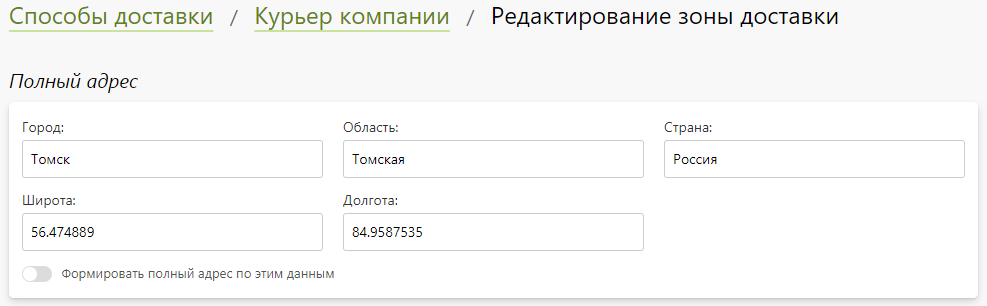 Способы доставки / Курьер компании / Редактирование зоны доставки
Полный адрес
Город: Область: Страна:
Томск Томская Россия
Широта: Долгота:
56.474889 84.9587535
Формировать полный адрес по этим данным